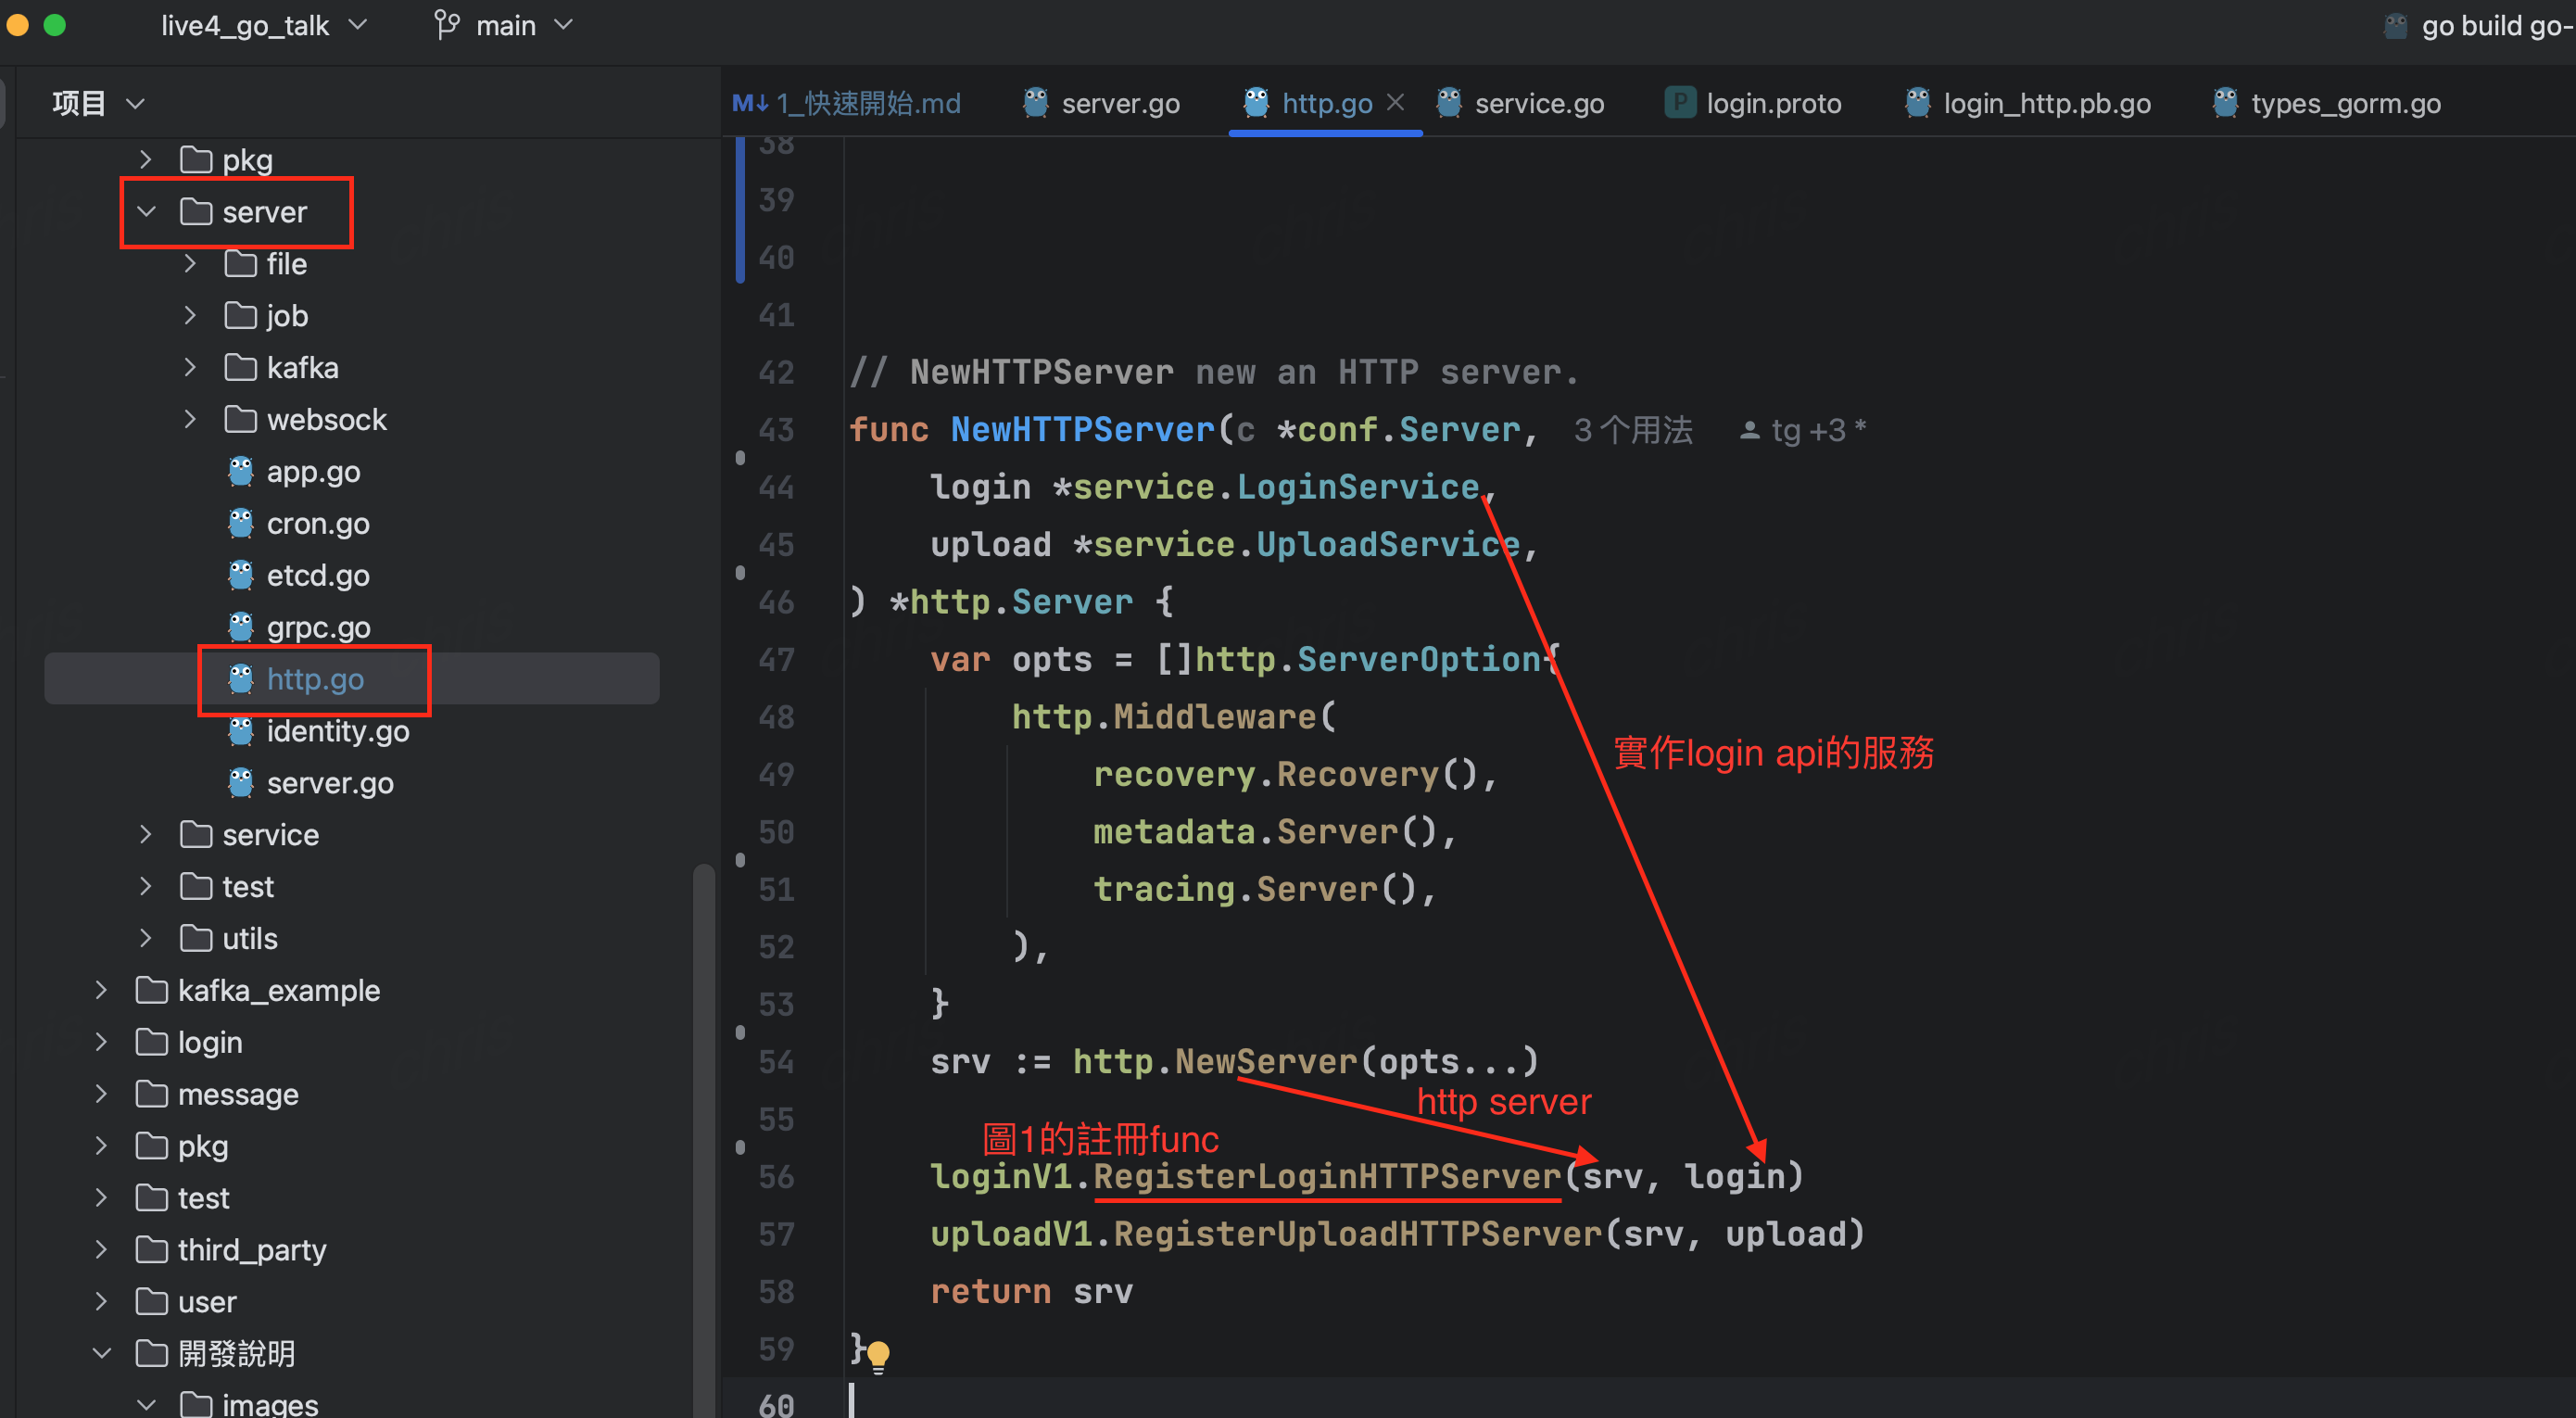 live4_go_talk main go build go-
项目
1_快速開始.md server.go http.go service.go login.proto login_http.pb.go types_gorm.go
pkg
server
file
job
kafka
websock
app.go
cron.go
etcd.go
grpc.go
http.go
identity.go
server.go
service
test
utils
kafka_example
login
message
pkg
test
third_party
user
開發說明
images
38
39
40
41
42 // NewHTTPServer new an HTTP server.
43 func NewHTTPServer(c *conf.Server, 3 个用法 tg +3 *
44 login *service.LoginService,
45 upload *service.UploadService,
46 ) *http.Server {
47 var opts = []http.ServerOption{
48 http.Middleware(
49 recovery.Recovery(),
實作login api的服務
50 metadata.Server(),
51 tracing.Server(),
52 ),
53 }
54 srv := http.NewServer(opts...)
http server
55
圖1的註冊func
56 loginV1.RegisterLoginHTTPServer(srv, login)
57 uploadV1.RegisterUploadHTTPServer(srv, upload)
58 return srv
59 }
60